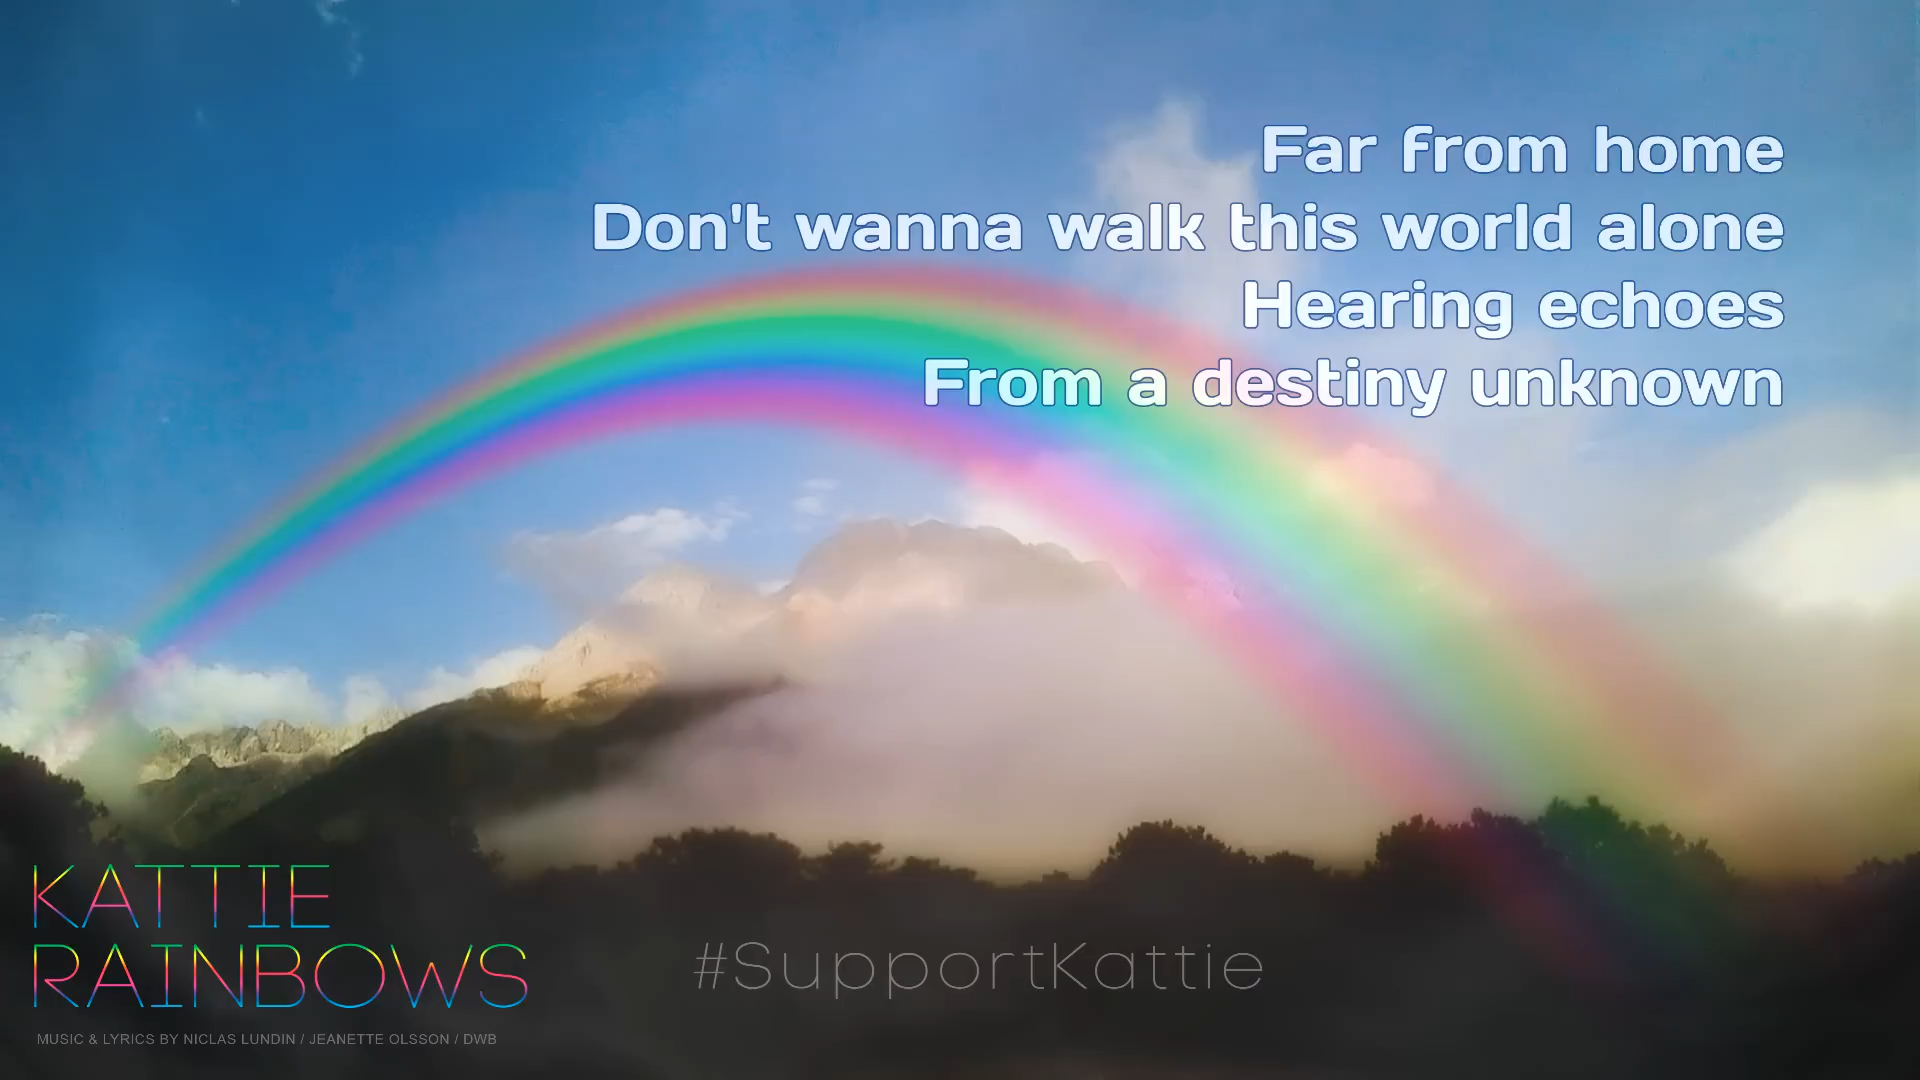 Far from home
Don't wanna walk this world alone
Hearing echoes
From a destiny unknown
KATTIE
RAINBOWS
#SupportKattie
MUSIC & LYRICS BY NICLAS LUNDIN / JEANETTE OLSSON / DWB